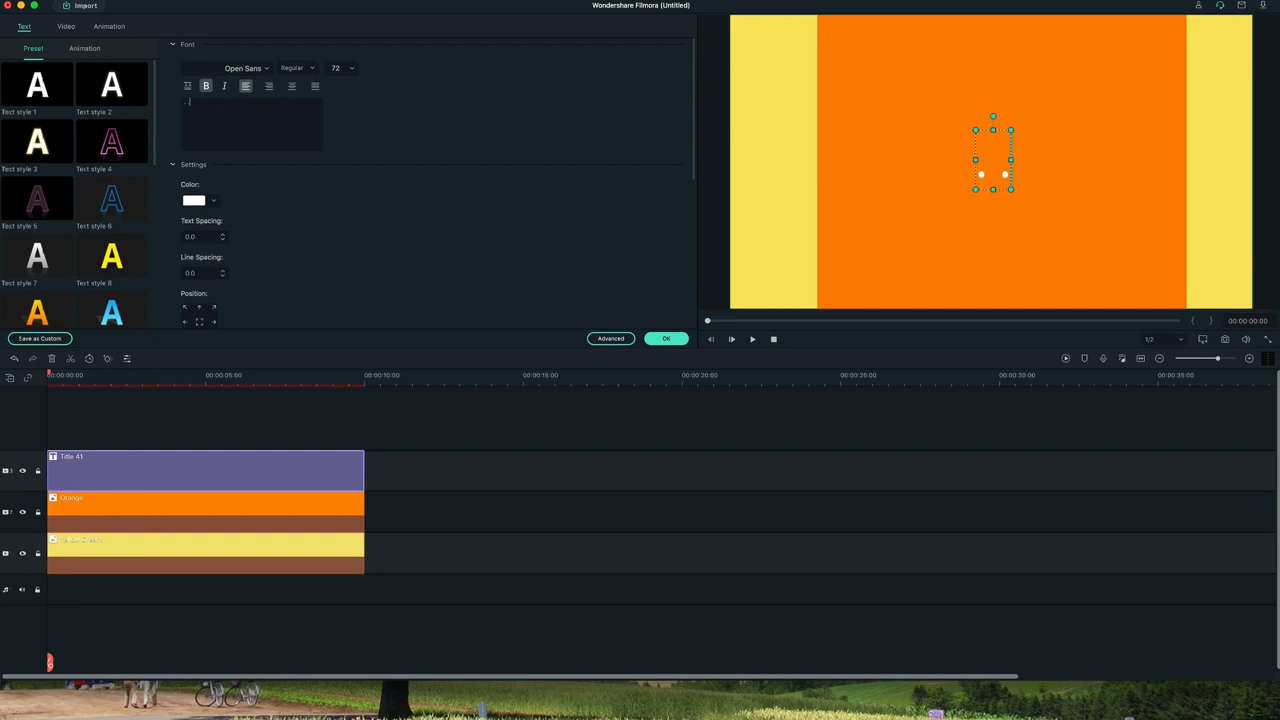 Import
Wondershare Filmora (Untitled)
Text Video Animation
Preset Animation
Font
Open Sans Regular 72
B I
A A
Text style 1 Text style 2
A A
Text style 3 Text style 4
A A
Text style 5 Text style 6
A A
Text style 7 Text style 8
A A
. .
Settings
Color:
Text Spacing:
0.0
Line Spacing:
0.0
Position:
Save as Custom Advanced OK
00:00:00:00
1/2
00:00:00:00 00:00:05:00 00:00:10:00 00:00:15:00 00:00:20:00 00:00:25:00 00:00:30:00 00:00:35:00
T Title 41
3
Orange
2
1